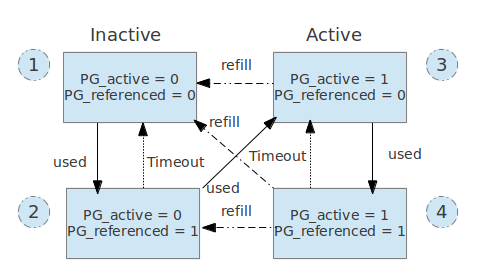 Inactive
Active
1
PG_active = 0
PG_referenced = 0
refill
PG_active = 1
PG_referenced = 0
3
refill
used
Timeout
Timeout
used
used
2
PG_active = 0
PG_referenced = 1
refill
PG_active = 1
PG_referenced = 1
4